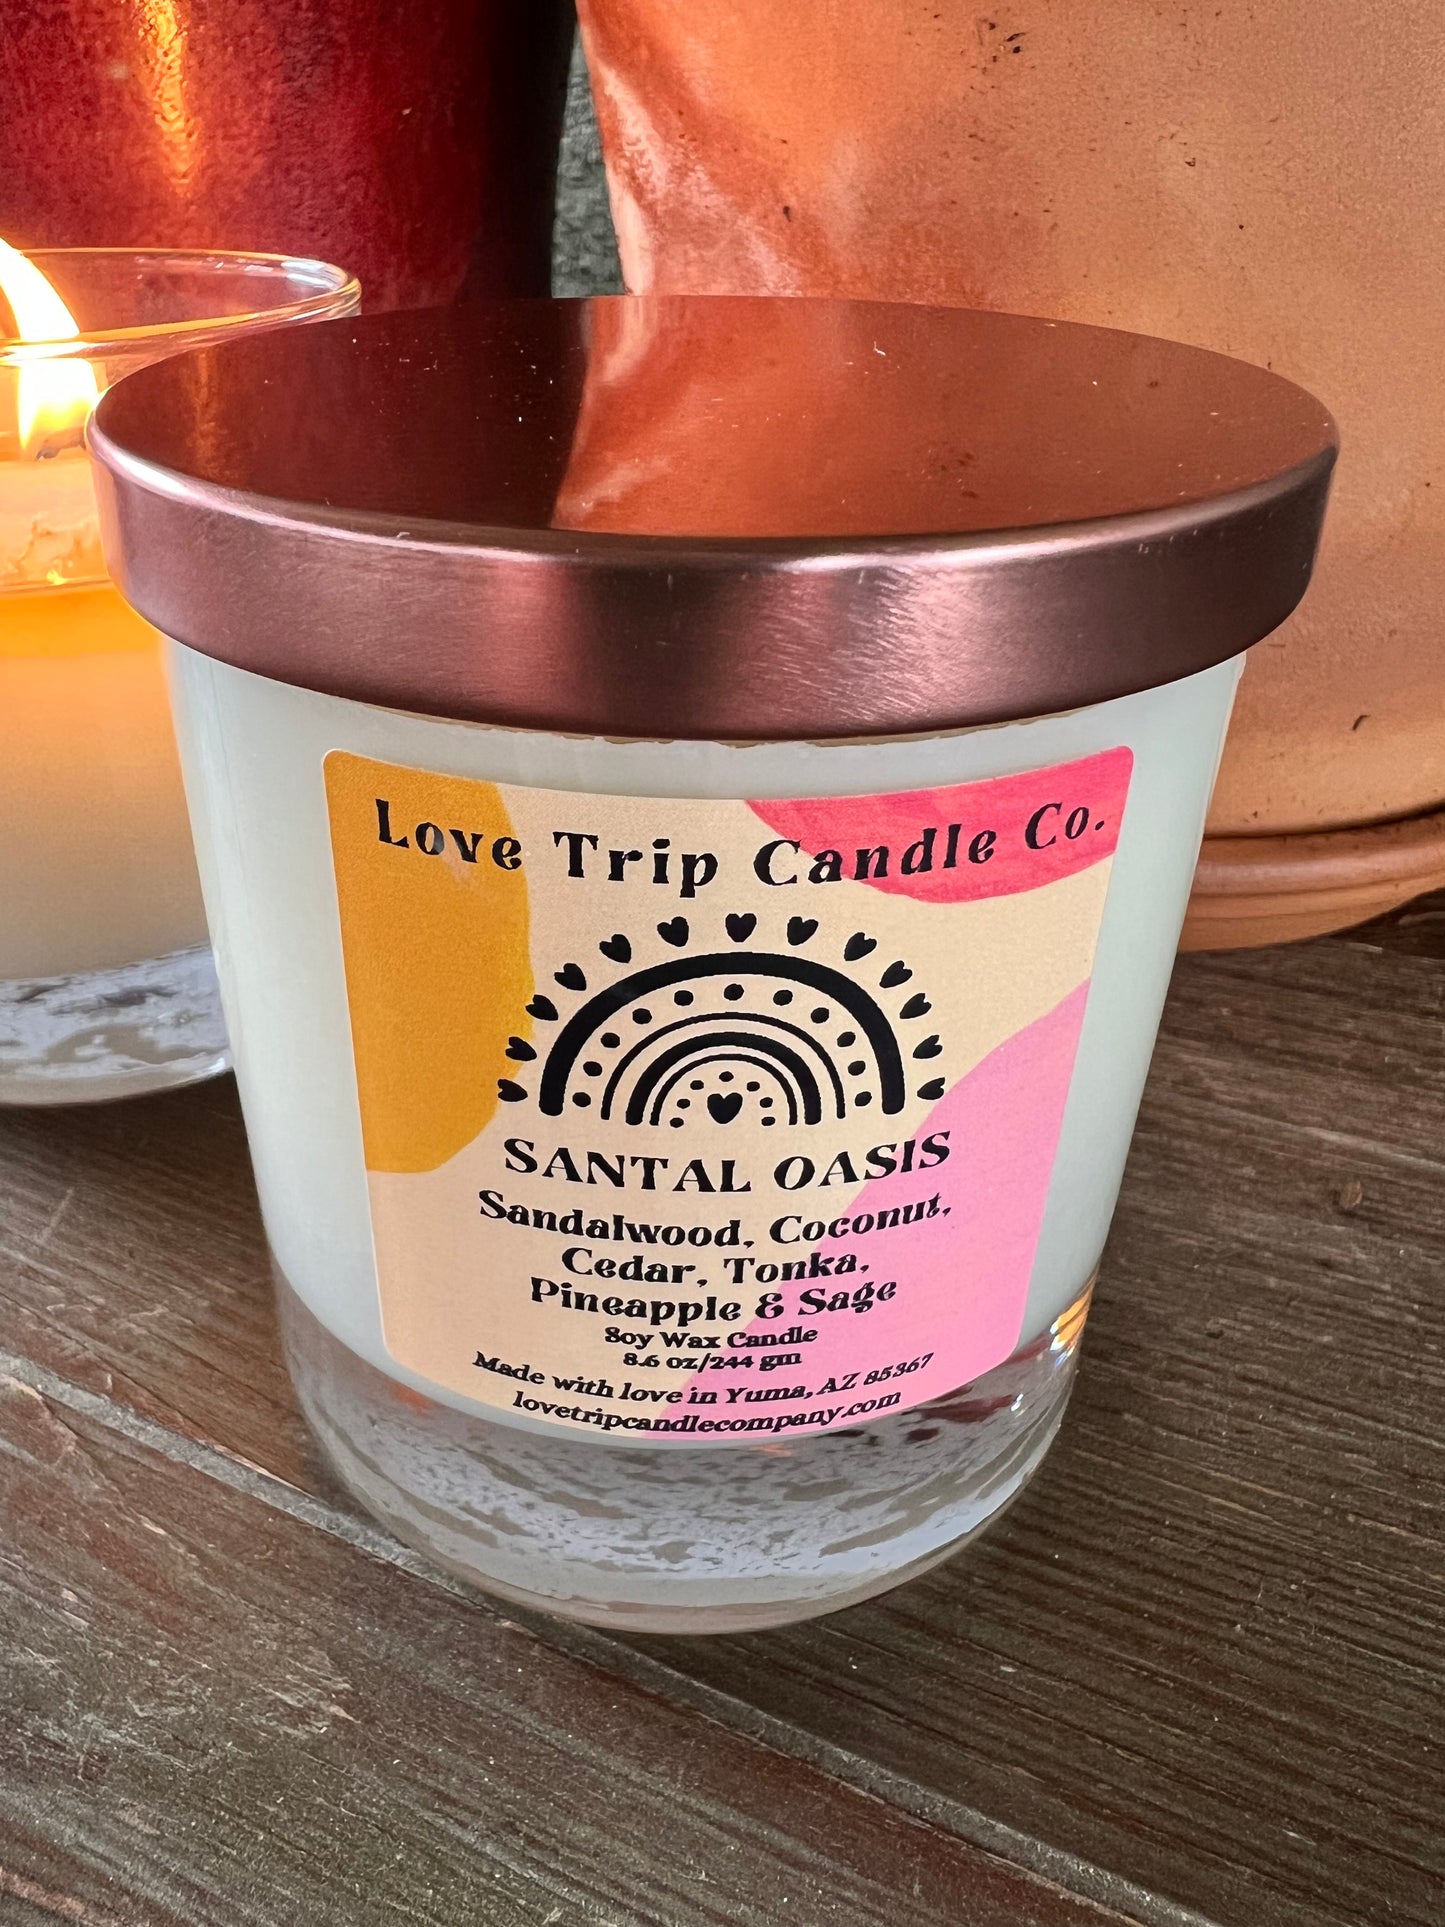 Love Trip Candle Co.
SANTAL OASIS
Sandalwood, Coconut,
Cedar, Tonka,
Pineapple & Sage
Soy Wax Candle
8.6 oz/244 gm
Made with love in Yuma, AZ 85367
lovetripcandlecompany.com